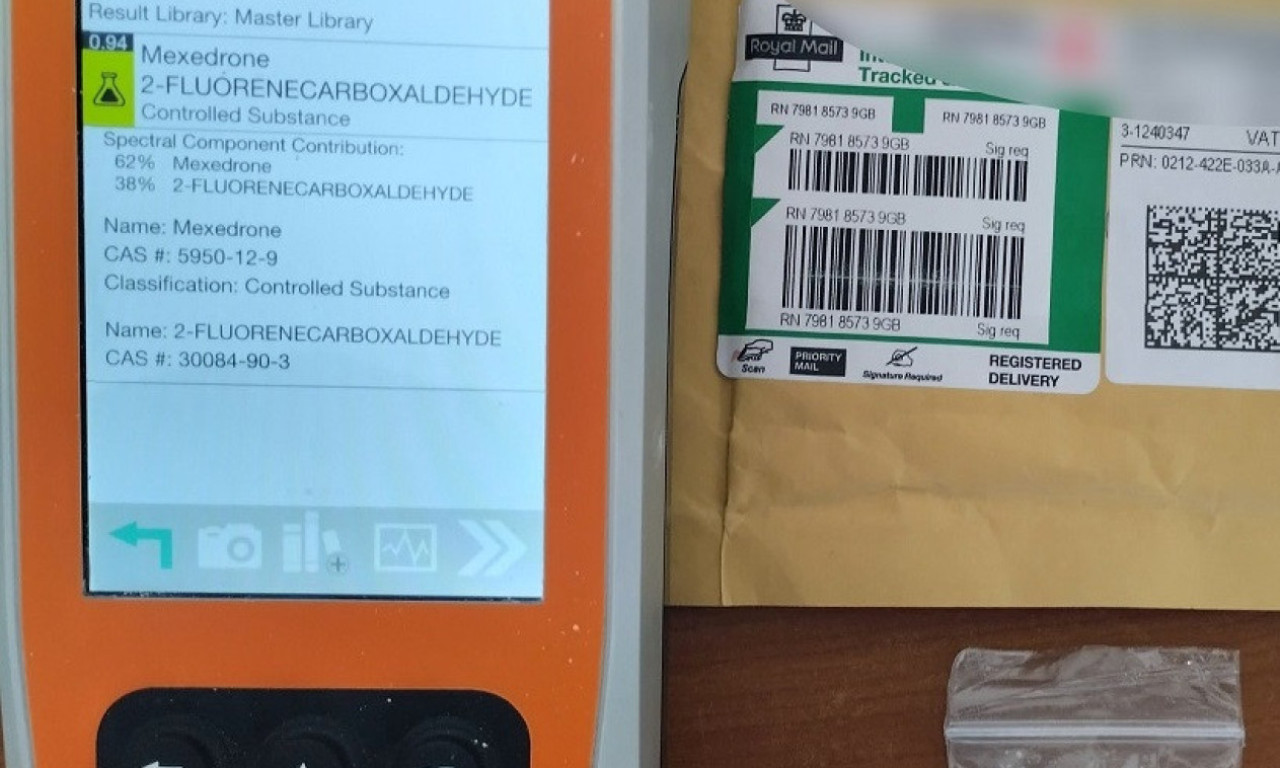 Result Library: Master Library
0.94
Mexedrone
2-FLUORENECARBOXALDEHYDE
Controlled Substance
Spectral Component Contribution:
62% Mexedrone
38% 2-FLUORENECARBOXALDEHYDE
Name: Mexedrone
CAS #: 5950-12-9
Classification: Controlled Substance
Name: 2-FLUORENECARBOXALDEHYDE
CAS #: 30084-90-3
Royal Mail
Tracked
RN 7981 8573 9GB
RN 7981 8573 9GB
RN 7981 8573 9GB Sig req
RN 7981 8573 9GB Sig req
RN 7981 8573 9GB Sig req
Scan
PRIORITY
MAIL
Signature Required
REGISTERED
DELIVERY
3-1240347 VAT
PRN: 0212-422E-033A-